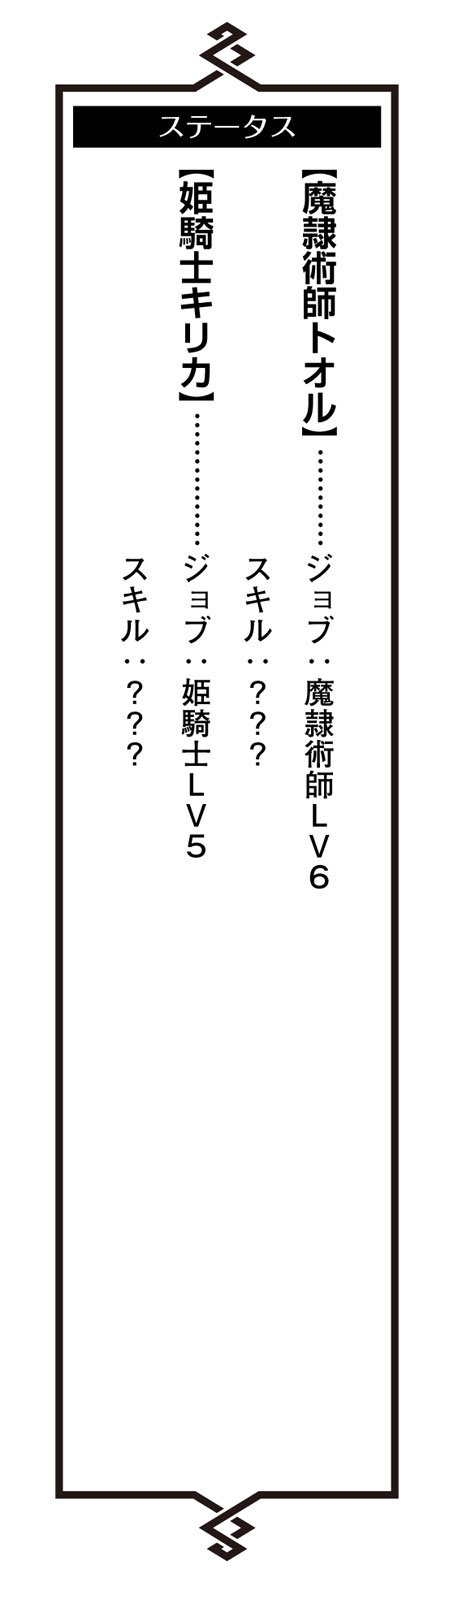 ステータス
【魔隷術師トオル】…………ジョブ：魔隷術師ＬＶ６
スキル：？？？
【姫騎士キリカ】………………ジョブ：姫騎士ＬＶ５
スキル：？？？